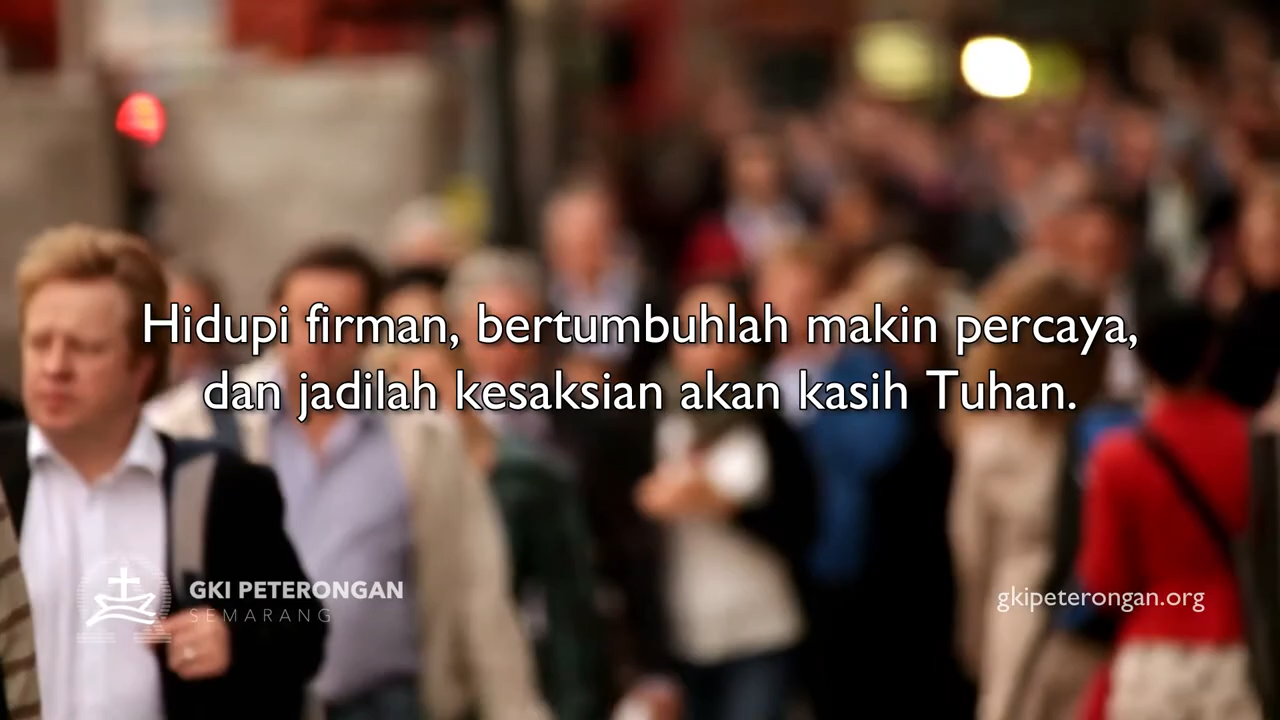 Hidupi firman, bertumbuhlah makin percaya,
dan jadilah kesaksian akan kasih Tuhan.
GKI PETERONGAN
SEMARANG
gkipeterongan.org